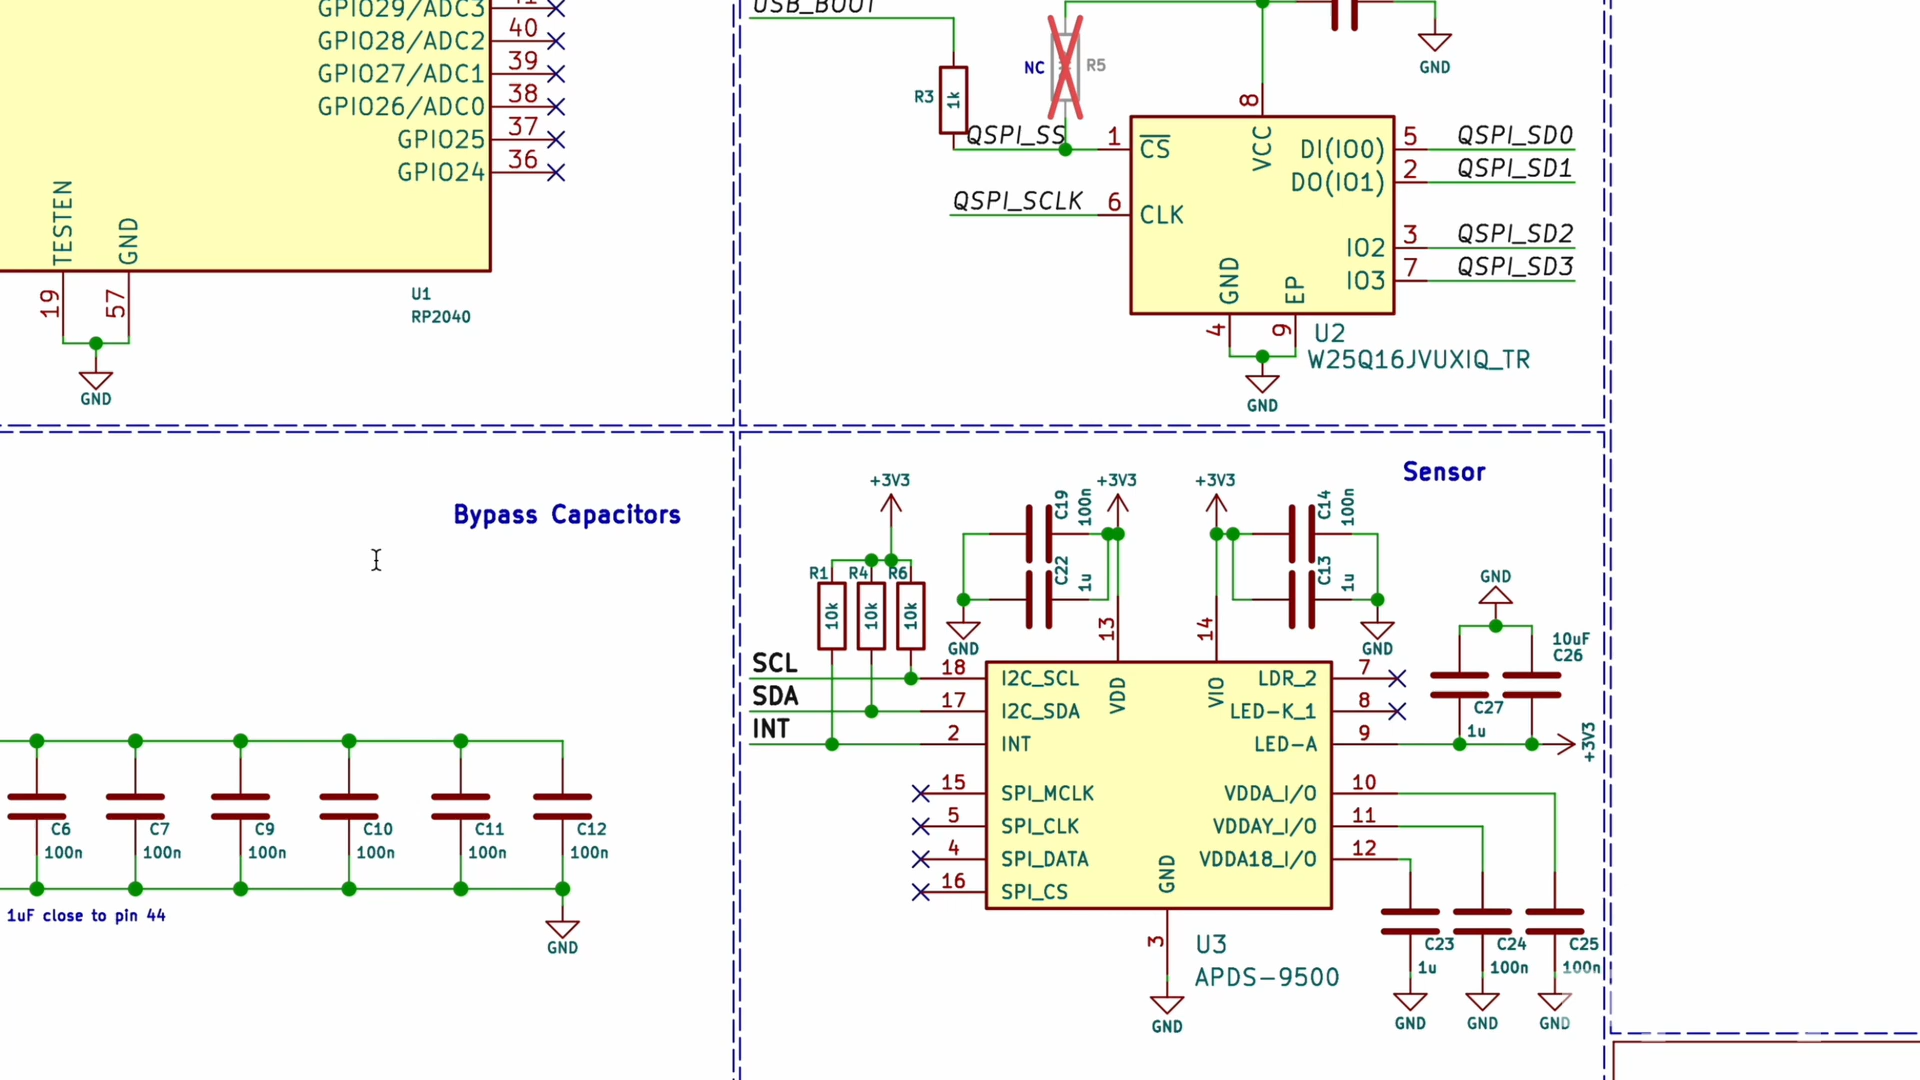 GPIO29/ADC3
GPIO28/ADC2 40
GPIO27/ADC1 39
GPIO26/ADC0 38
GPIO25 37
GPIO24 36
TESTEN
GND
19
57
U1
RP2040
GND
USB_BOOT
R3
1k
NC
R5
GND
8
QSPI_SS 1
QSPI_SCLK 6
CS
CLK
VCC
DI(IO0) 5 QSPI_SD0
DO(IO1) 2 QSPI_SD1
IO2 3 QSPI_SD2
IO3 7 QSPI_SD3
GND
EP
4
9
U2
W25Q16JVUXIQ_TR
GND
Bypass Capacitors
C6
100n
C7
100n
C9
100n
C10
100n
C11
100n
C12
100n
1uF close to pin 44
GND
Sensor
+3V3
+3V3
+3V3
R1
R4
R6
10k
10k
10k
C19
100n
C22
1u
C14
100n
C13
1u
GND
13
14
GND
GND
10uF
C26
C27
1u
+3V3
SCL 18 I2C_SCL
SDA 17 I2C_SDA
INT 2 INT
15 SPI_MCLK
5 SPI_CLK
4 SPI_DATA
16 SPI_CS
VDD
VIO
LDR_2 7
LED-K_1 8
LED-A 9
VDDA_I/O 10
VDDAY_I/O 11
VDDA18_I/O 12
GND
3
U3
APDS-9500
GND
C23
1u
C24
100n
C25
100n
GND
GND
GND